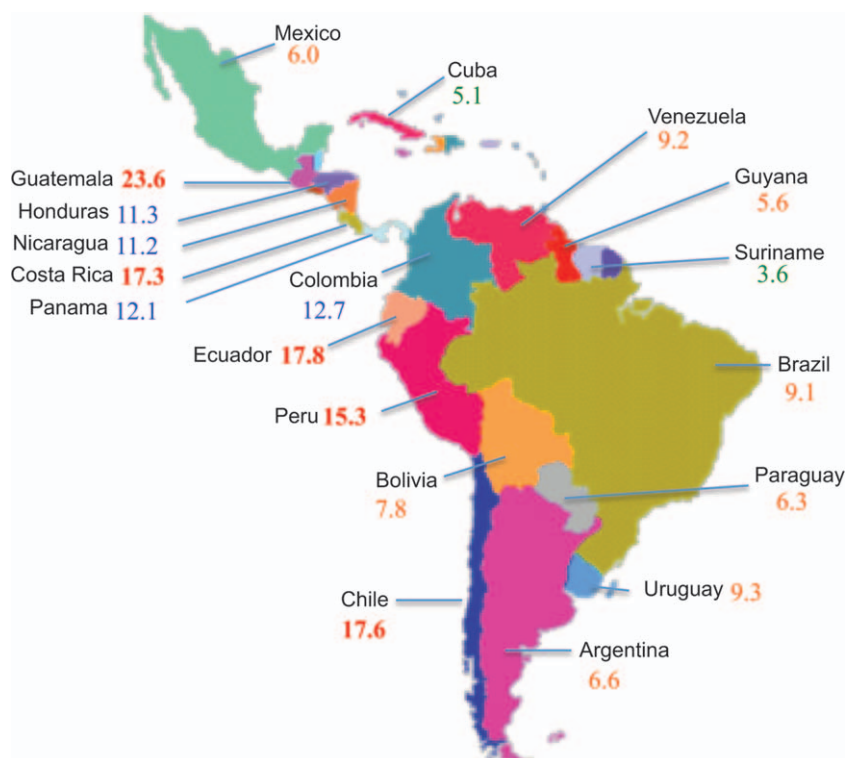 Mexico
6.0
Cuba
5.1
Venezuela
9.2
Guatemala 23.6
Guyana
5.6
Honduras 11.3
Nicaragua 11.2
Suriname
3.6
Costa Rica 17.3
Colombia
12.7
Panama 12.1
Ecuador 17.8
Brazil
9.1
Peru 15.3
Bolivia
7.8
Paraguay
6.3
Uruguay 9.3
Chile
17.6
Argentina
6.6